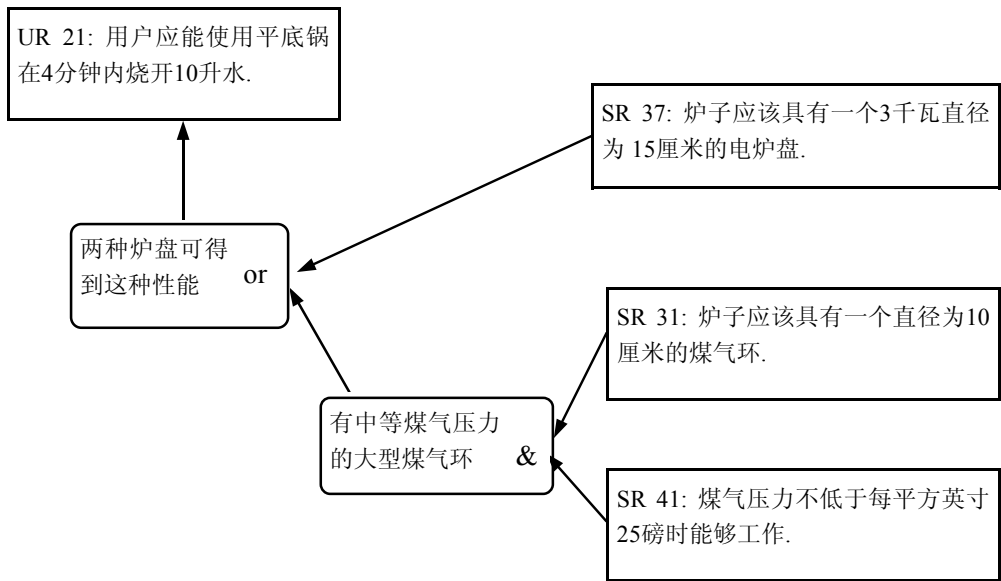 UR 21: 用户应能使用平底锅
在4分钟内烧开10升水.
SR 37: 炉子应该具有一个3千瓦直径
为 15厘米的电炉盘.
两种炉盘可得
到这种性能
or
SR 31: 炉子应该具有一个直径为10
厘米的煤气环.
有中等煤气压力
的大型煤气环
&
SR 41: 煤气压力不低于每平方英寸
25磅时能够工作.